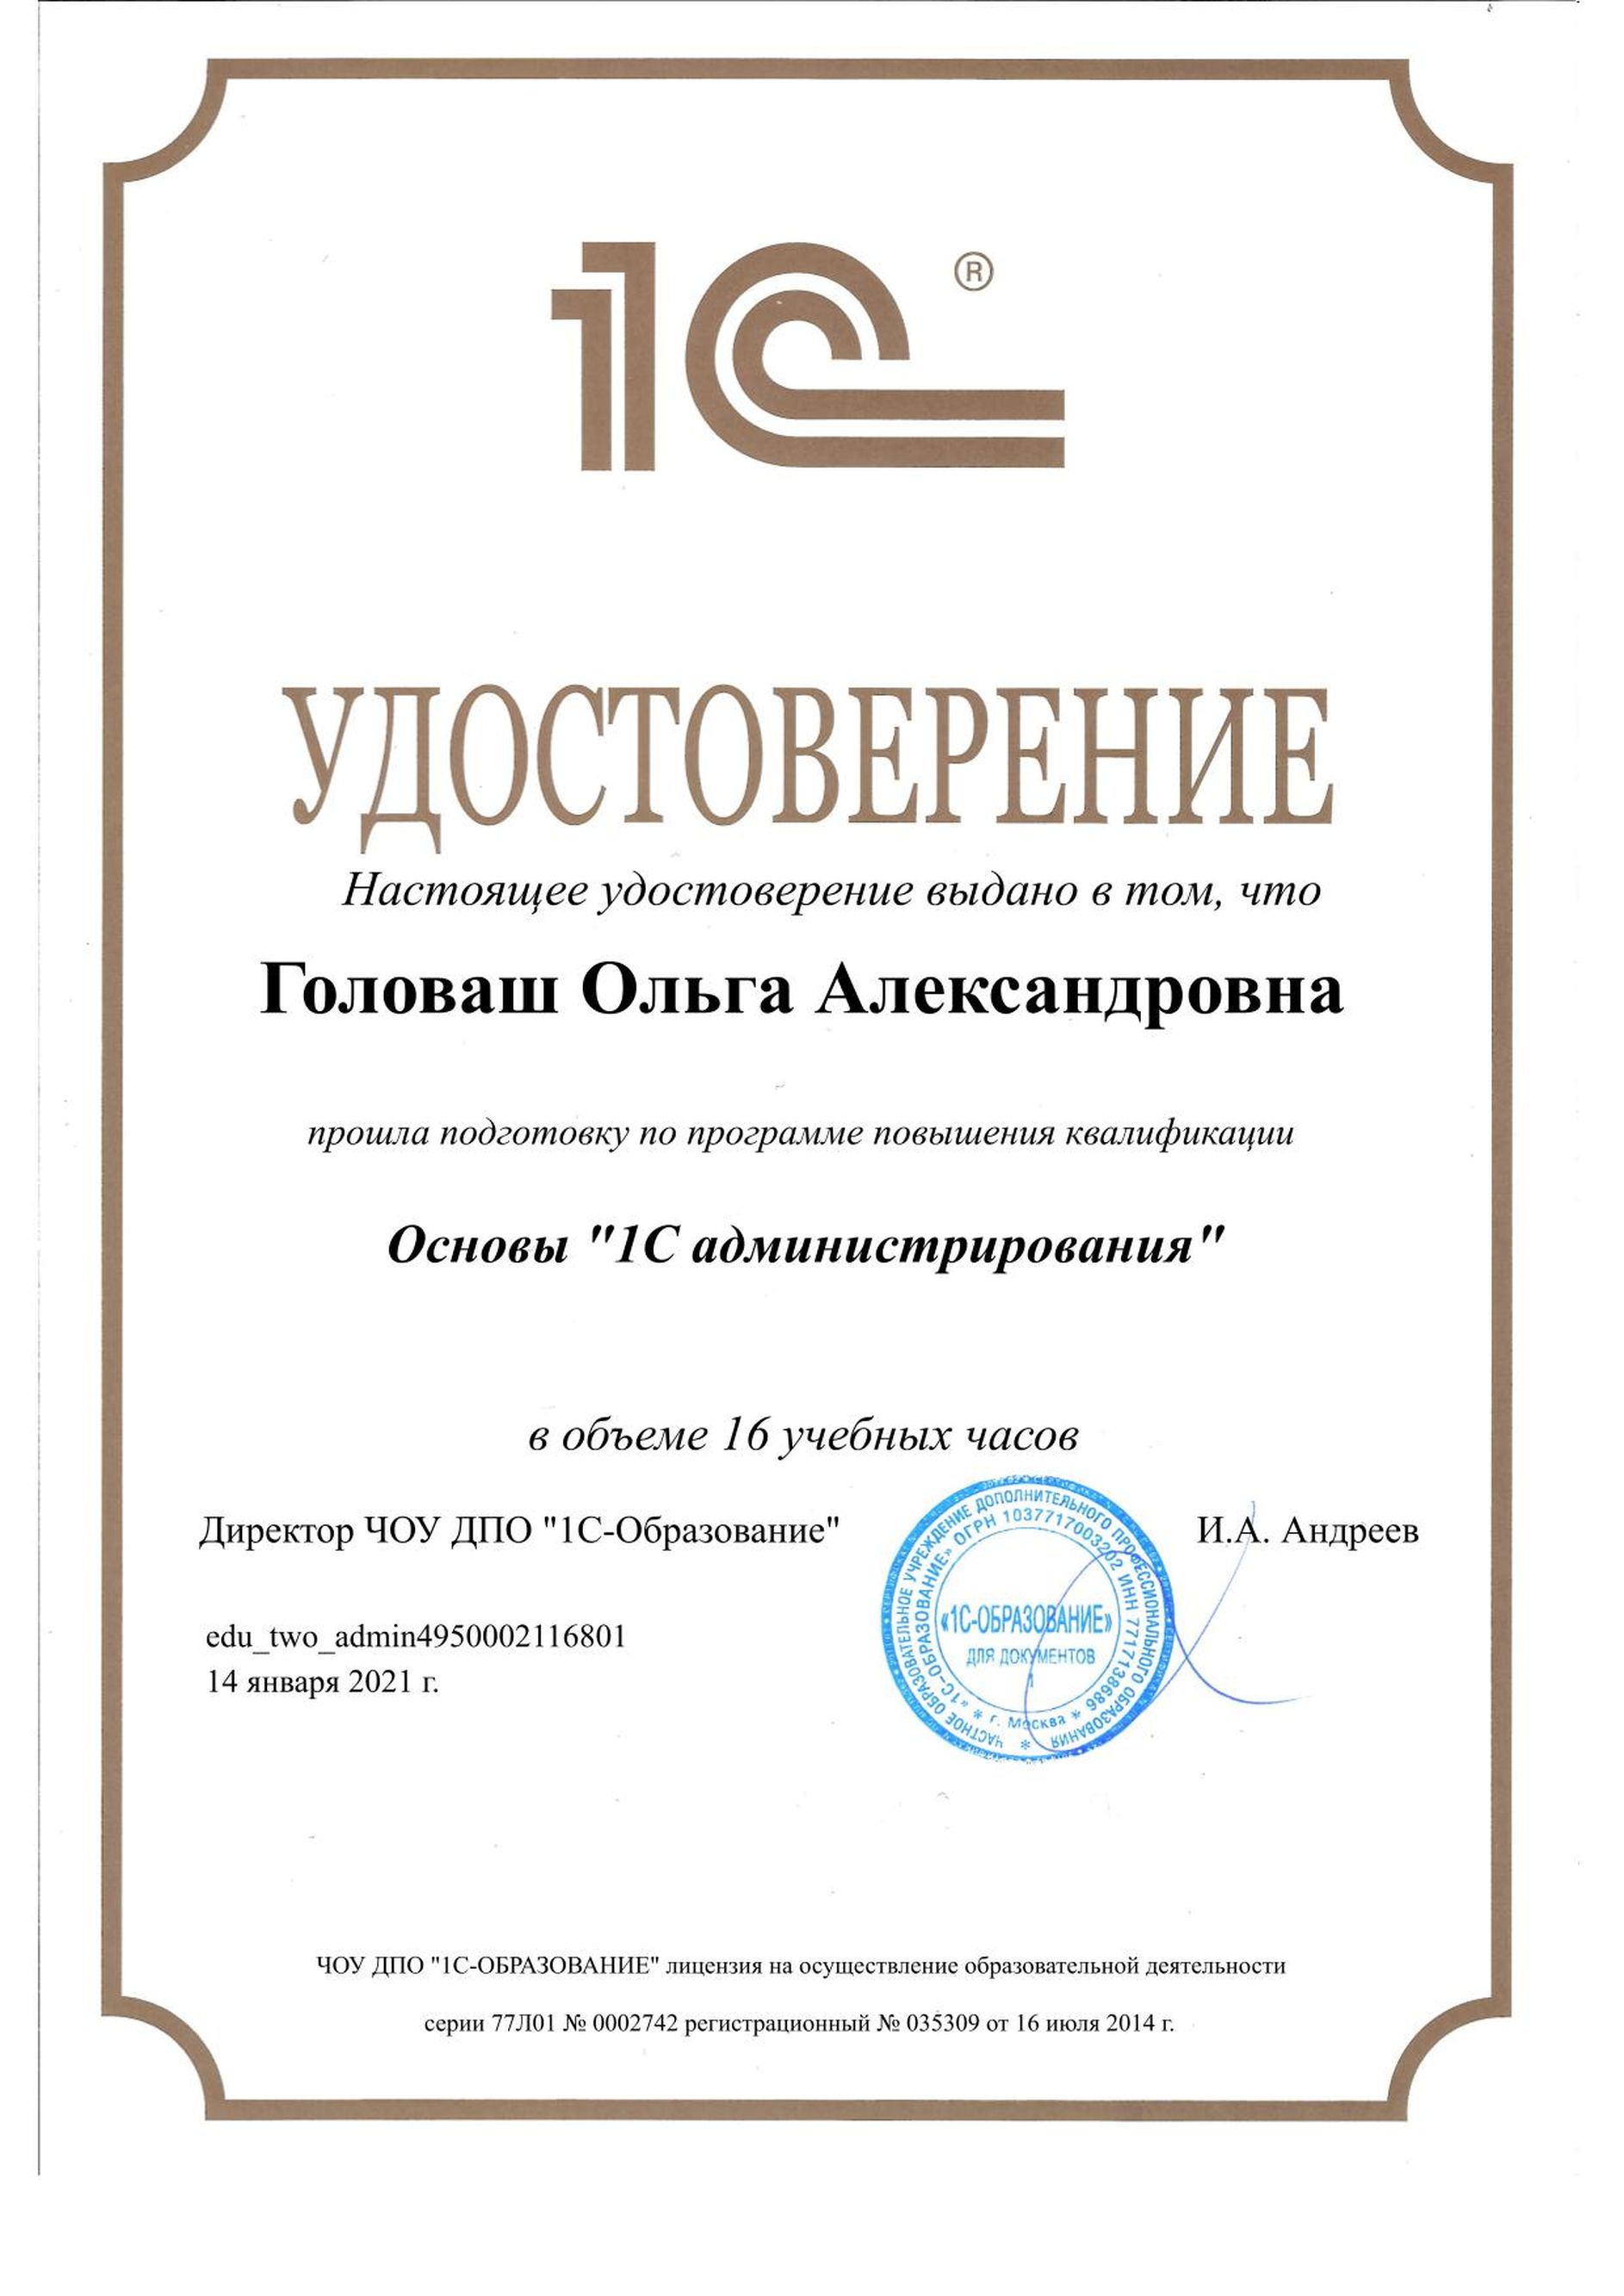 1С ®
УДОСТОВЕРЕНИЕ
Настоящее удостоверение выдано в том, что
Головаш Ольга Александровна
прошла подготовку по программе повышения квалификации
Основы "1С администрирования"
в объеме 16 учебных часов
Директор ЧОУ ДПО "1С-Образование"
И.А. Андреев
ЧАСТНОЕ ОБРАЗОВАТЕЛЬНОЕ УЧРЕЖДЕНИЕ ДОПОЛНИТЕЛЬНОГО ПРОФЕССИОНАЛЬНОГО ОБРАЗОВАНИЯ *
«1С-ОБРАЗОВАНИЕ» ОГРН 1037717003202 ИНН 7717138686
* г. Москва *
«1С-ОБРАЗОВАНИЕ»
ДЛЯ ДОКУМЕНТОВ
1
edu_two_admin4950002116801
14 января 2021 г.
ЧОУ ДПО "1С-ОБРАЗОВАНИЕ" лицензия на осуществление образовательной деятельности
серии 77Л01 № 0002742 регистрационный № 035309 от 16 июля 2014 г.